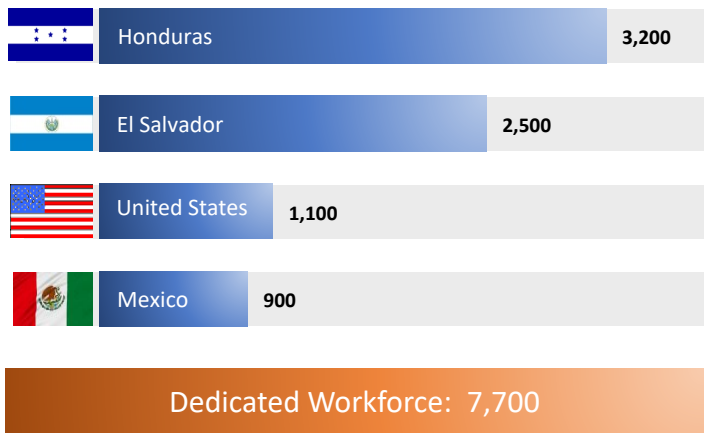 Honduras 3,200
El Salvador 2,500
United States 1,100
Mexico 900
Dedicated Workforce: 7,700